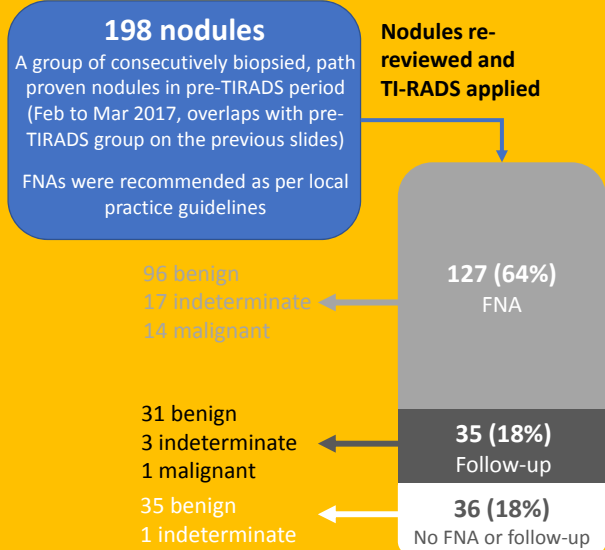 198 nodules
A group of consecutively biopsied, path
proven nodules in pre-TIRADS period
(Feb to Mar 2017, overlaps with pre-
TIRADS group on the previous slides)
FNAs were recommended as per local
practice guidelines
Nodules re-
reviewed and
TI-RADS applied
127 (64%)
FNA
96 benign
17 indeterminate
14 malignant
35 (18%)
Follow-up
31 benign
3 indeterminate
1 malignant
36 (18%)
No FNA or follow-up
35 benign
1 indeterminate